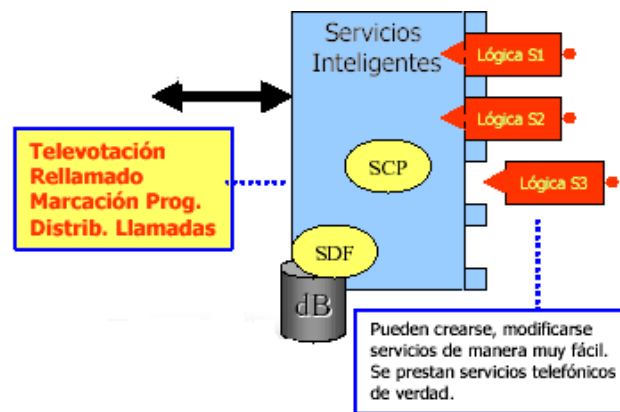 Servicios
Inteligentes
Lógica S1
Lógica S2
Lógica S3
Televotación
Rellamado
Marcación Prog.
Distrib. Llamadas
SCP
SDF
dB
Pueden crearse, modificarse
servicios de manera muy fácil.
Se prestan servicios telefónicos
de verdad.